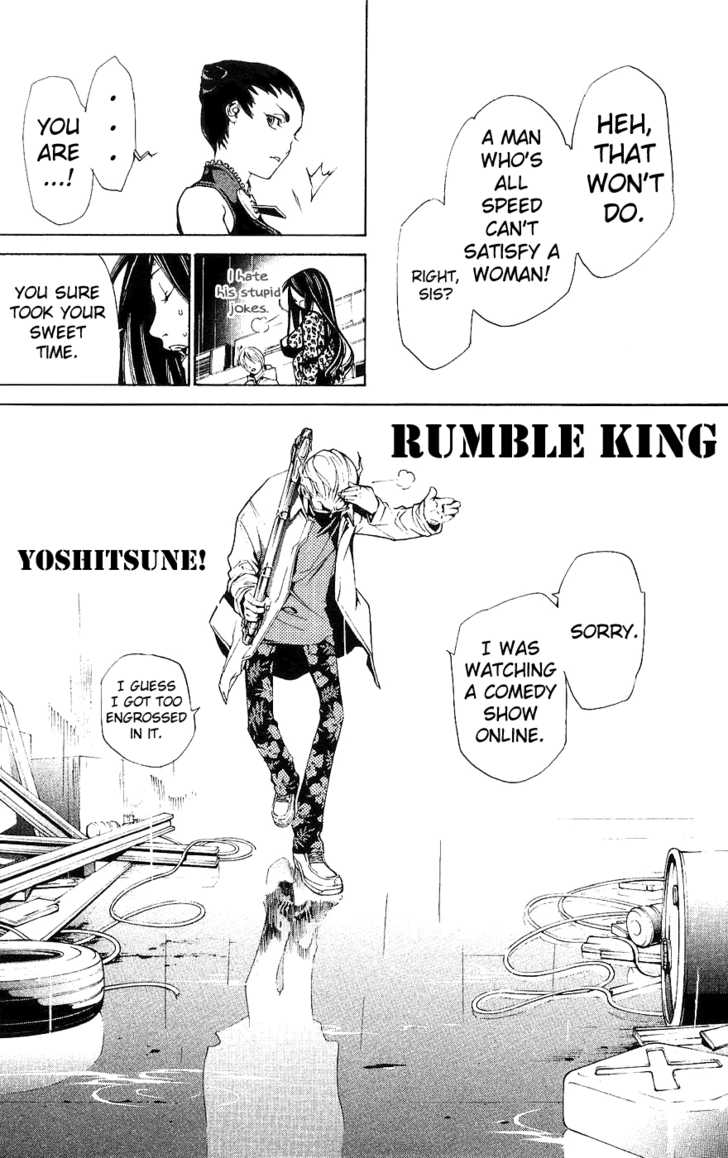 HEH,
THAT
WON'T
DO.
A MAN
WHO'S
ALL
SPEED
CAN'T
SATISFY A
WOMAN!
RIGHT,
SIS?
...
YOU
ARE
...!
I hate
his stupid
jokes.
YOU SURE
TOOK YOUR
SWEET
TIME.
RUMBLE KING
YOSHITSUNE!
SORRY.
I WAS
WATCHING
A COMEDY
SHOW
ONLINE.
I GUESS
I GOT TOO
ENGROSSED
IN IT.